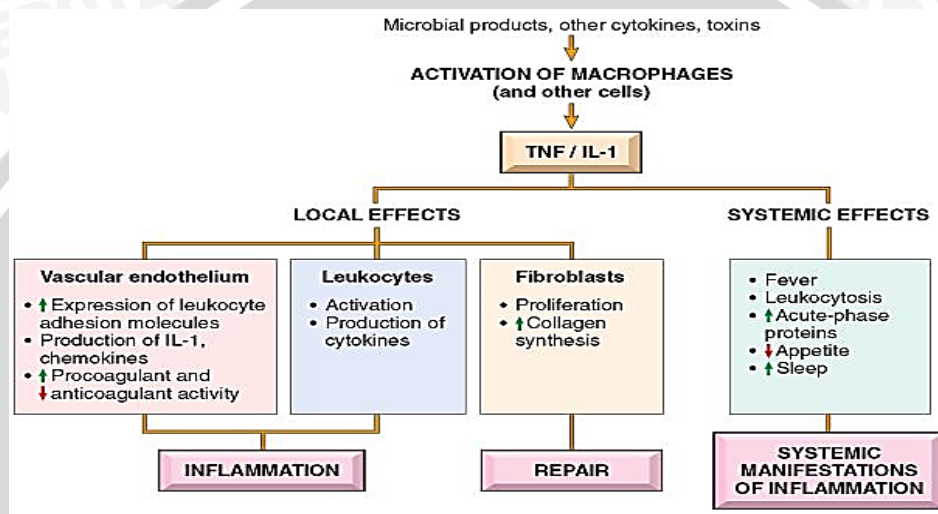 Microbial products, other cytokines, toxins
ACTIVATION OF MACROPHAGES
(and other cells)
TNF / IL-1
LOCAL EFFECTS
SYSTEMIC EFFECTS
Vascular endothelium
• ↑ Expression of leukocyte
adhesion molecules
• Production of IL-1,
chemokines
• ↑ Procoagulant and
↓ anticoagulant activity
Leukocytes
• Activation
• Production of
cytokines
Fibroblasts
• Proliferation
• ↑ Collagen
synthesis
• Fever
• Leukocytosis
• ↑ Acute-phase
proteins
• ↓ Appetite
• ↑ Sleep
INFLAMMATION
REPAIR
SYSTEMIC
MANIFESTATIONS
OF INFLAMMATION